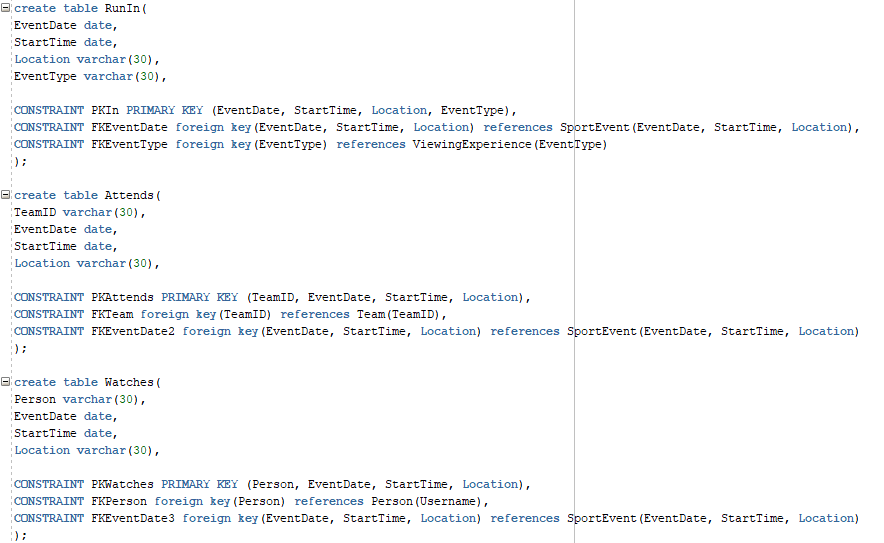 create table RunIn(
EventDate date,
StartTime date,
Location varchar(30),
EventType varchar(30),
CONSTRAINT PKIn PRIMARY KEY (EventDate, StartTime, Location, EventType),
CONSTRAINT FKEventDate foreign key(EventDate, StartTime, Location) references SportEvent(EventDate, StartTime, Location),
CONSTRAINT FKEventType foreign key(EventType) references ViewingExperience(EventType)
);
create table Attends(
TeamID varchar(30),
EventDate date,
StartTime date,
Location varchar(30),
CONSTRAINT PKAttends PRIMARY KEY (TeamID, EventDate, StartTime, Location),
CONSTRAINT FKTeam foreign key(TeamID) references Team(TeamID),
CONSTRAINT FKEventDate2 foreign key(EventDate, StartTime, Location) references SportEvent(EventDate, StartTime, Location)
);
create table Watches(
Person varchar(30),
EventDate date,
StartTime date,
Location varchar(30),
CONSTRAINT PKWatches PRIMARY KEY (Person, EventDate, StartTime, Location),
CONSTRAINT FKPerson foreign key(Person) references Person(Username),
CONSTRAINT FKEventDate3 foreign key(EventDate, StartTime, Location) references SportEvent(EventDate, StartTime, Location)
);